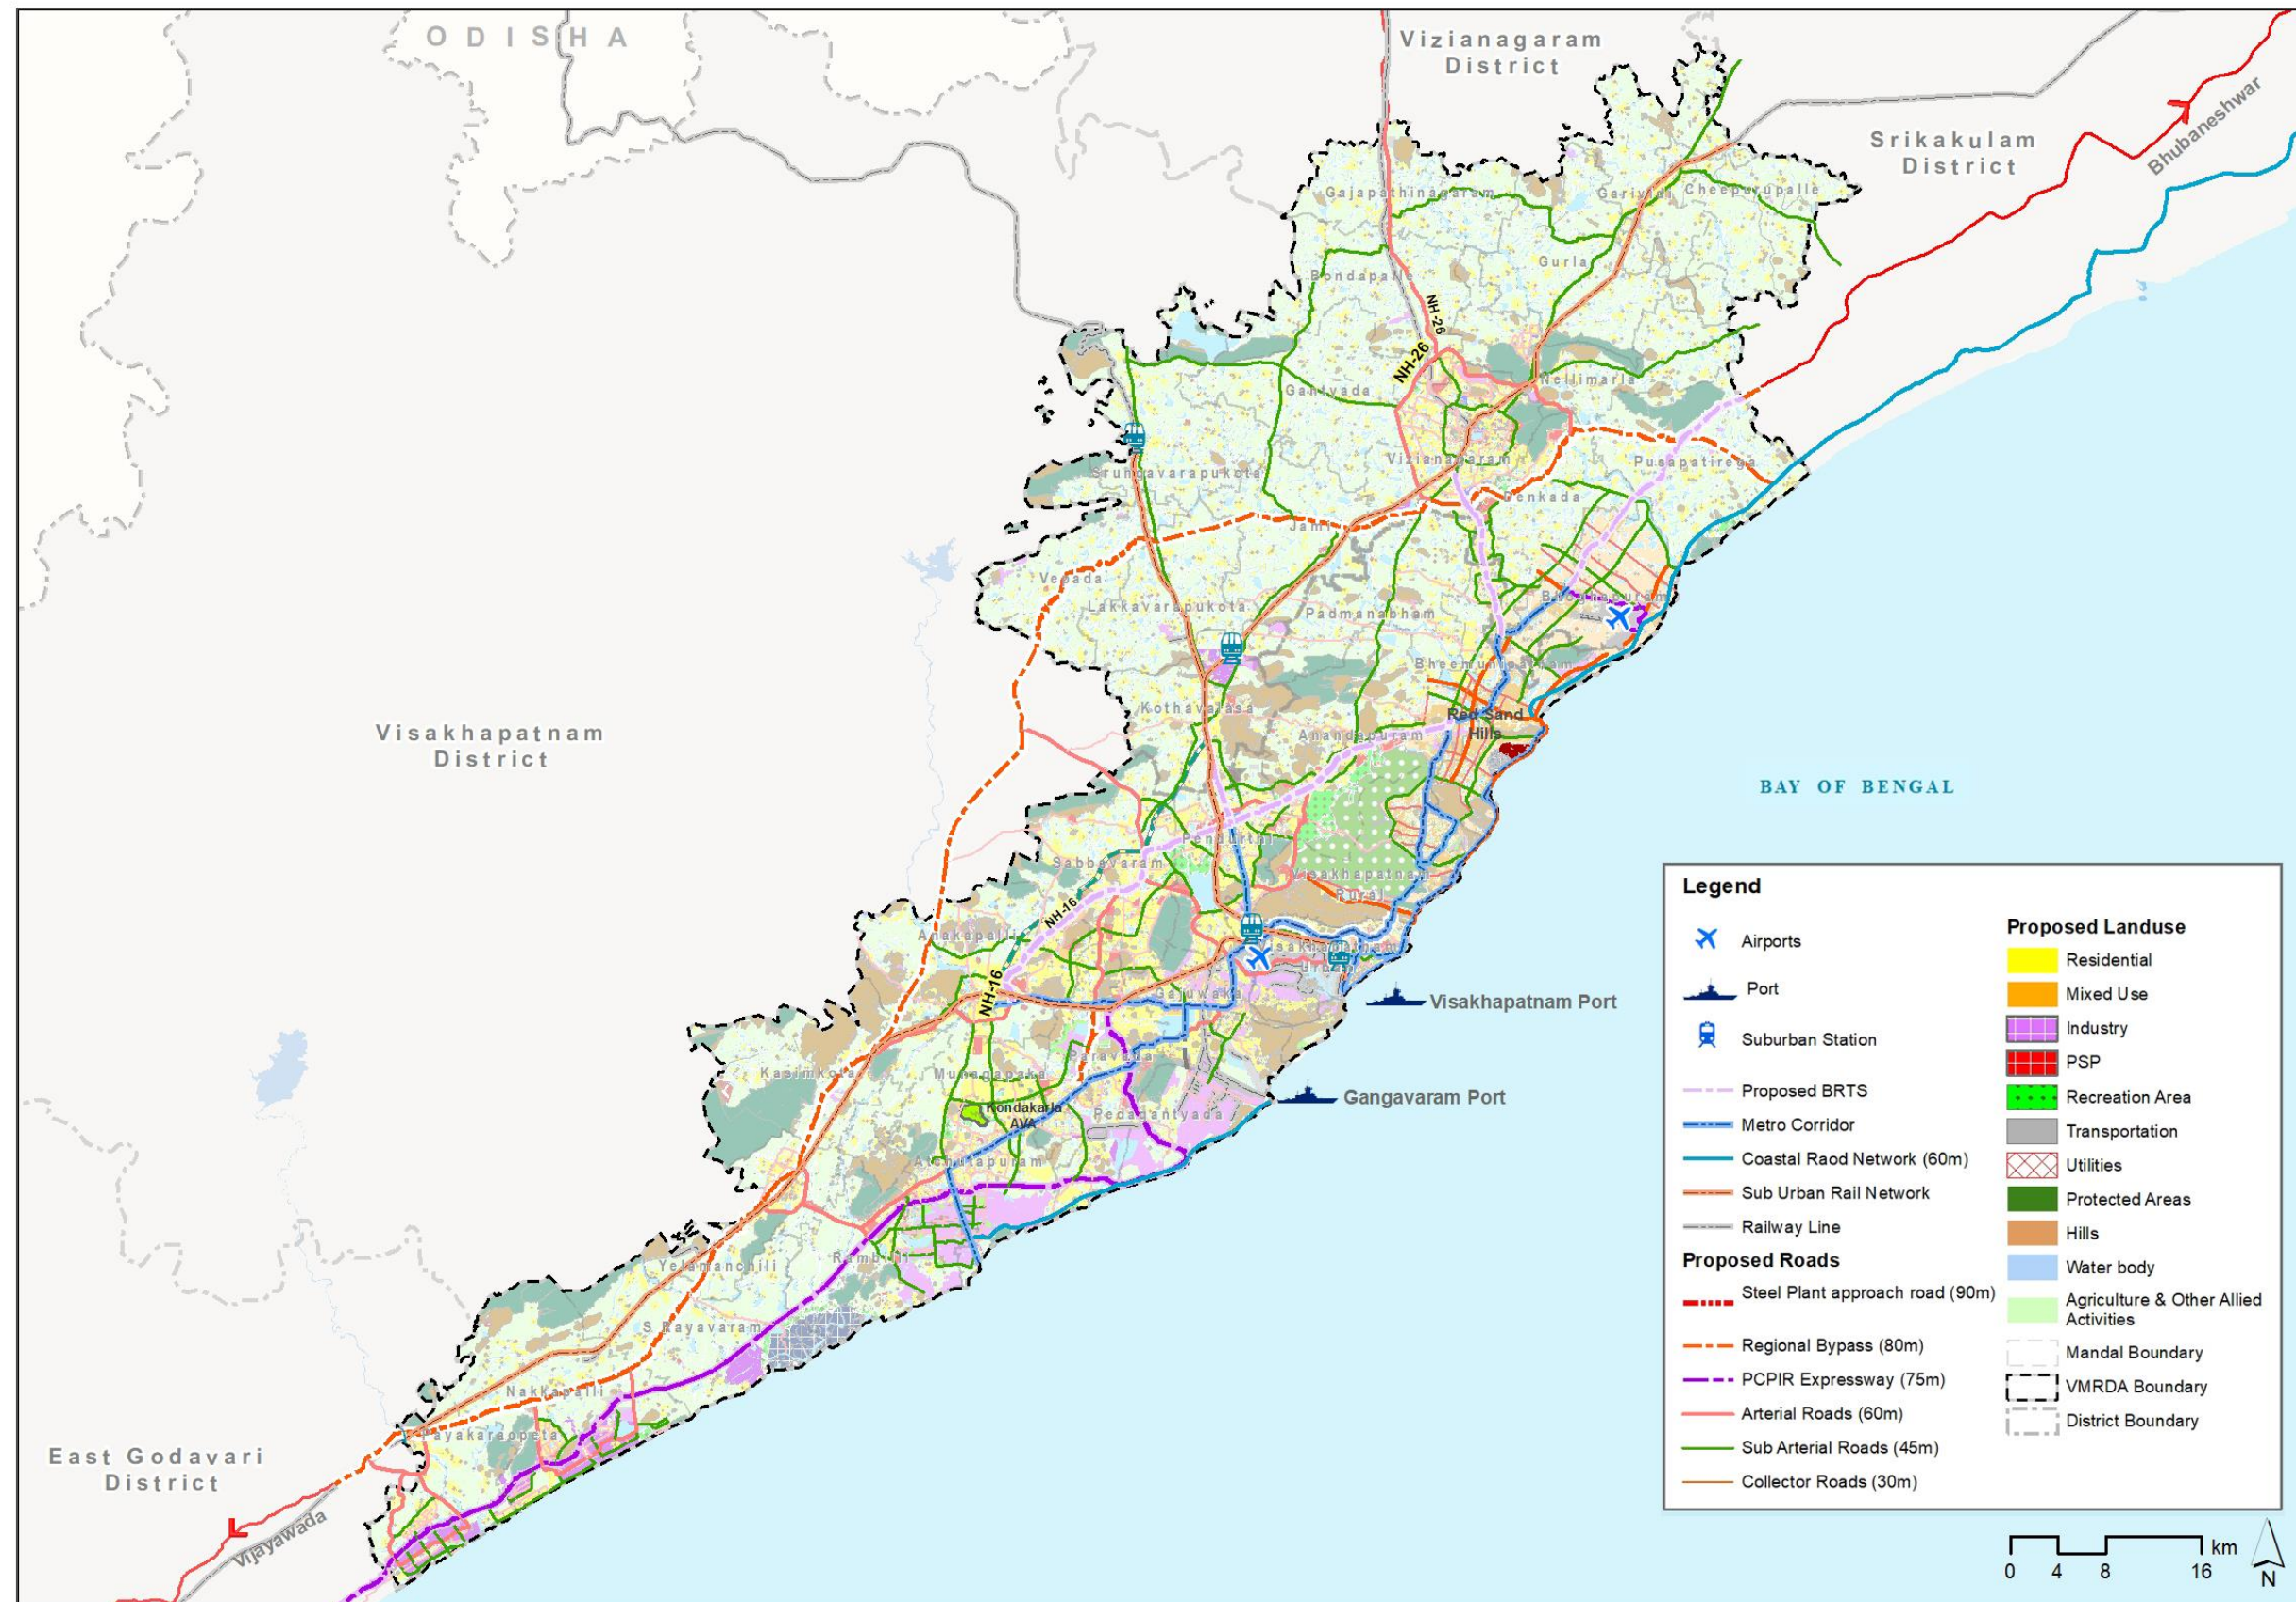 ODISHA
Vizianagaram
District
Srikakulam
District
Bhubaneshwar
Gajapathinagaram
Garividi
Cheepurupalle
Gurla
Bondapalle
NH-26
NH-26
Gantyada
Nellimarla
Sruhgavarapukota
Vizianagaram
Pusapatirega
Denkada
Jami
Vepada
Lakkavarapukota
Padmanabham
Bhoghapuram
Bheemunipatnam
Kothavalasa
Red Sand
Hills
Anandapuram
Visakhapatnam
District
BAY OF BENGAL
Pendurthi
Sabbavaram
Visakhapatnam
Rural
NH-16
Anakapalli
Visakhapatnam
Urban
NH-16
Gajuwaka
Visakhapatnam Port
Paravada
Kasimkota
Munagapaka
Kondakarla
AVA
Pedagantyada
Gangavaram Port
Atchutapuram
Rambilli
Yelamanchili
S Rayavaram
Nakkapalli
Payakaraopeta
East Godavari
District
Vijayawada
Legend
Airports
Port
Suburban Station
Proposed BRTS
Metro Corridor
Coastal Raod Network (60m)
Sub Urban Rail Network
Railway Line
Proposed Roads
Steel Plant approach road (90m)
Regional Bypass (80m)
PCPIR Expressway (75m)
Arterial Roads (60m)
Sub Arterial Roads (45m)
Collector Roads (30m)
Proposed Landuse
Residential
Mixed Use
Industry
PSP
Recreation Area
Transportation
Utilities
Protected Areas
Hills
Water body
Agriculture & Other Allied
Activities
Mandal Boundary
VMRDA Boundary
District Boundary
km
0 4 8 16
N